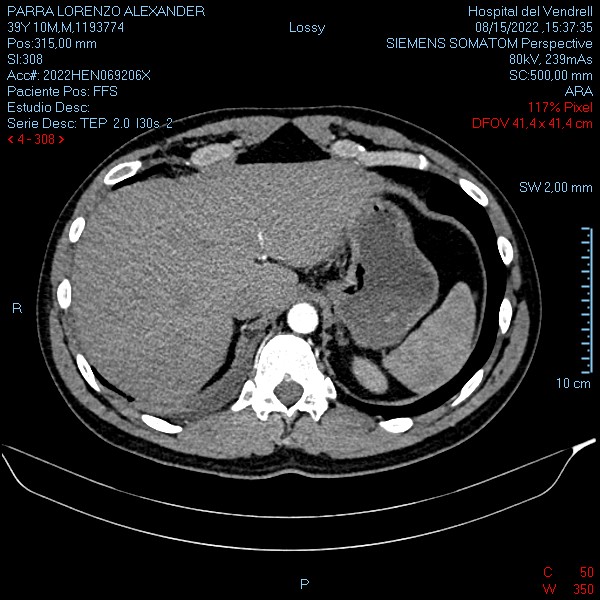 PARRA LORENZO ALEXANDER
39Y 10M,M,1193774
Pos:315,00 mm
SI:308
Acc#: 2022HEN069206X
Paciente Pos: FFS
Estudio Desc:
Serie Desc: TEP 2.0 I30s -2
< 4 - 308 >
Lossy
Hospital del Vendrell
08/15/2022 ,15:37:35
SIEMENS SOMATOM Perspective
80kV, 239mAs
SC:500,00 mm
ARA
117% Pixel
DFOV 41,4 x 41,4 cm
SW 2,00 mm
R
10 cm
P
C 50
W 350